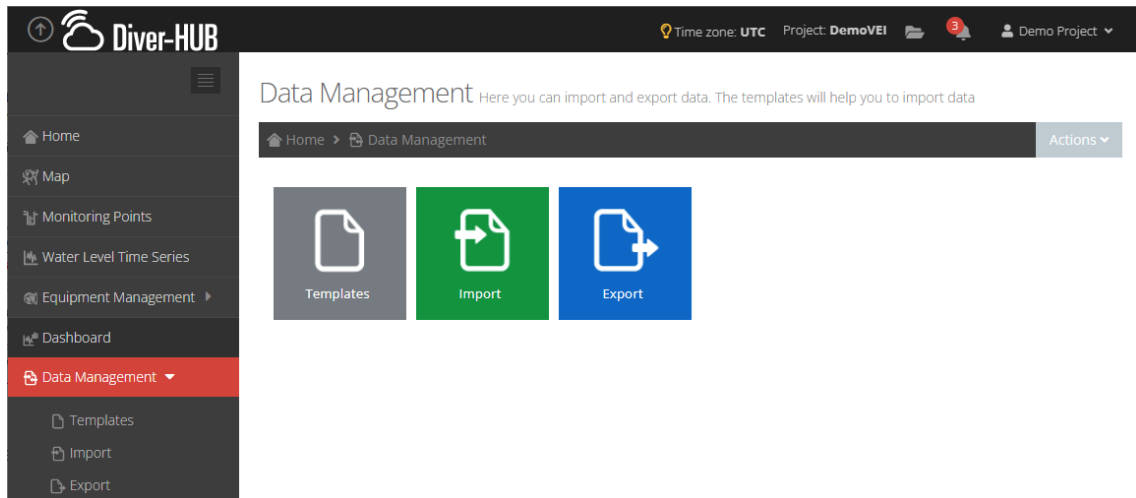 Diver-HUB
Time zone: UTC Project: DemoVEI 3 Demo Project
Data Management Here you can import and export data. The templates will help you to import data
Home > Data Management Actions
Home
Map
Monitoring Points
Water Level Time Series
Equipment Management
Dashboard
Data Management
Templates
Import
Export
Templates
Import
Export